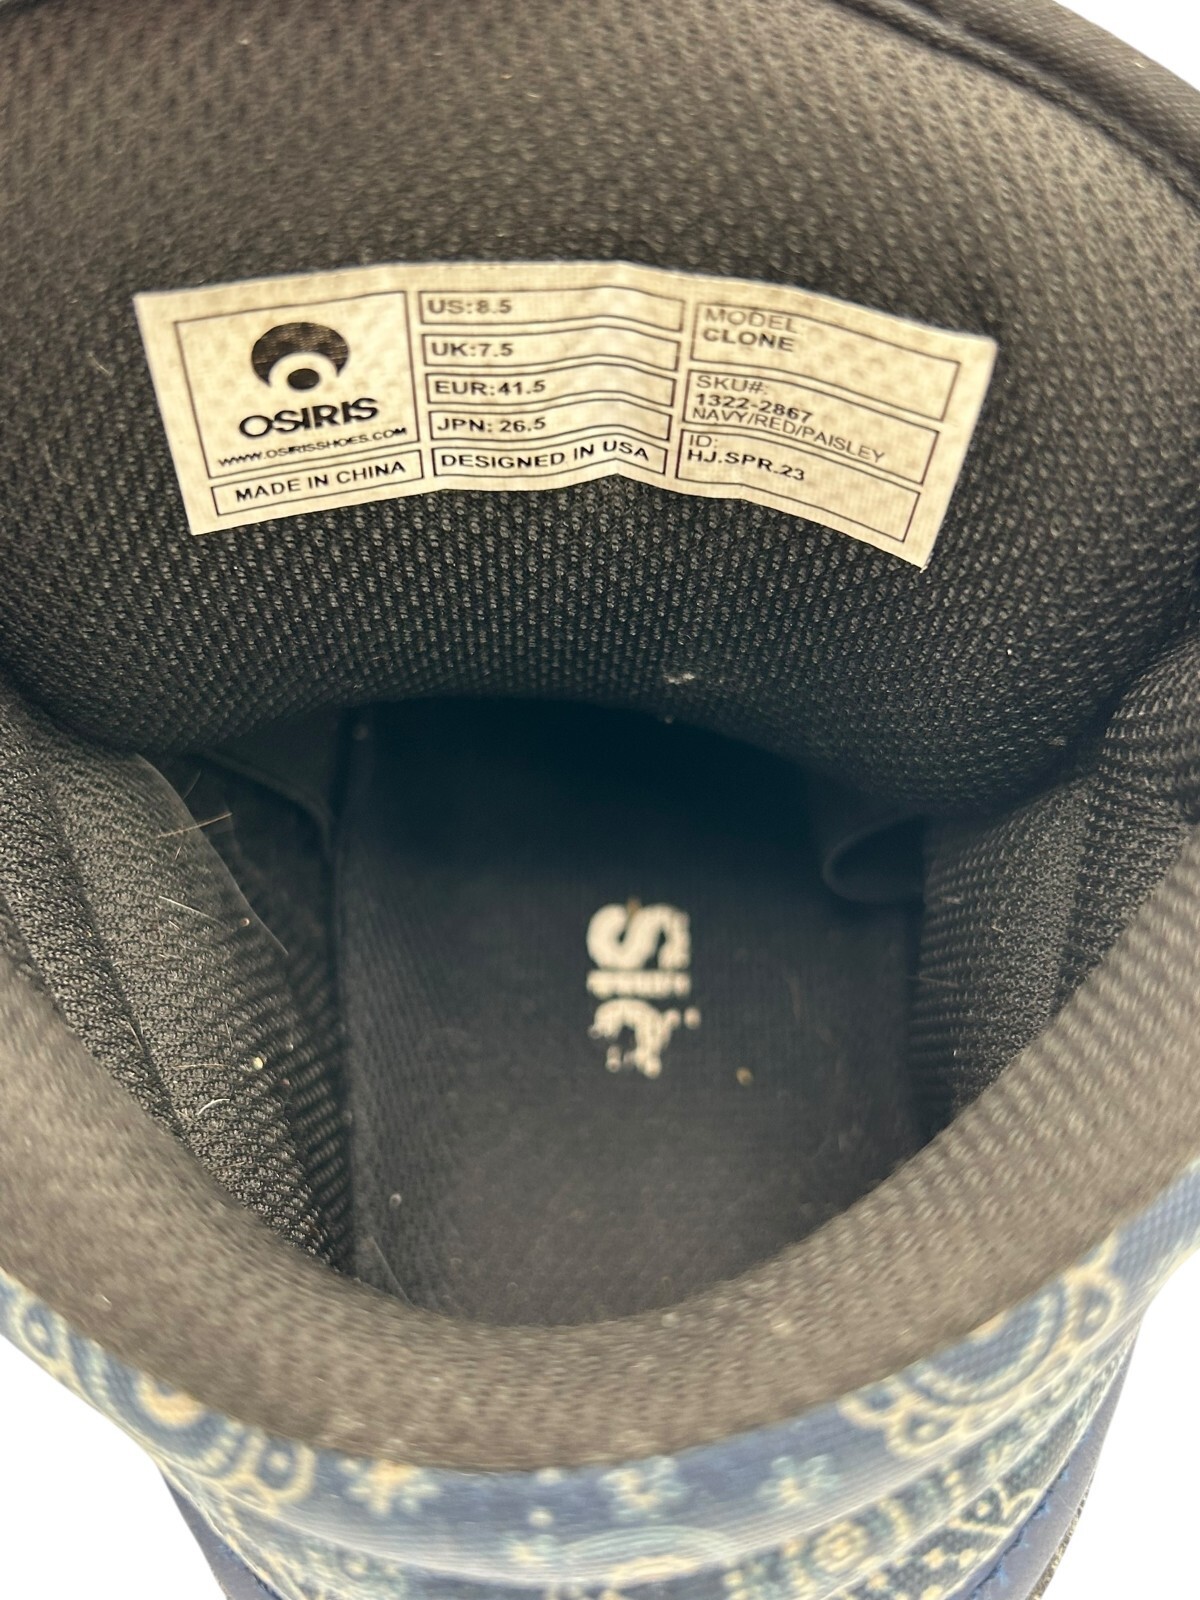 OSIRIS
WWW.OSIRISSHOES.COM
MADE IN CHINA
US:8.5
UK:7.5
EUR:41.5
JPN: 26.5
DESIGNED IN USA
MODEL:
CLONE
SKU#:
1322-2867
NAVY/RED/PAISLEY
ID:
HJ.SPR.23